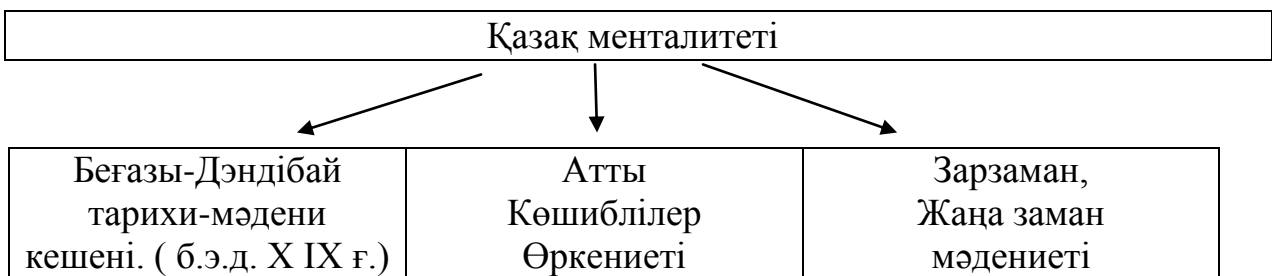 Қазақ менталитеті
Беғазы-Дэндібай
тарихи-мәдени
кешені. ( б.э.д. X IX ғ.)
Атты
Көшиблілер
Өркениеті
Зарзаман,
Жаңа заман
мәдениеті